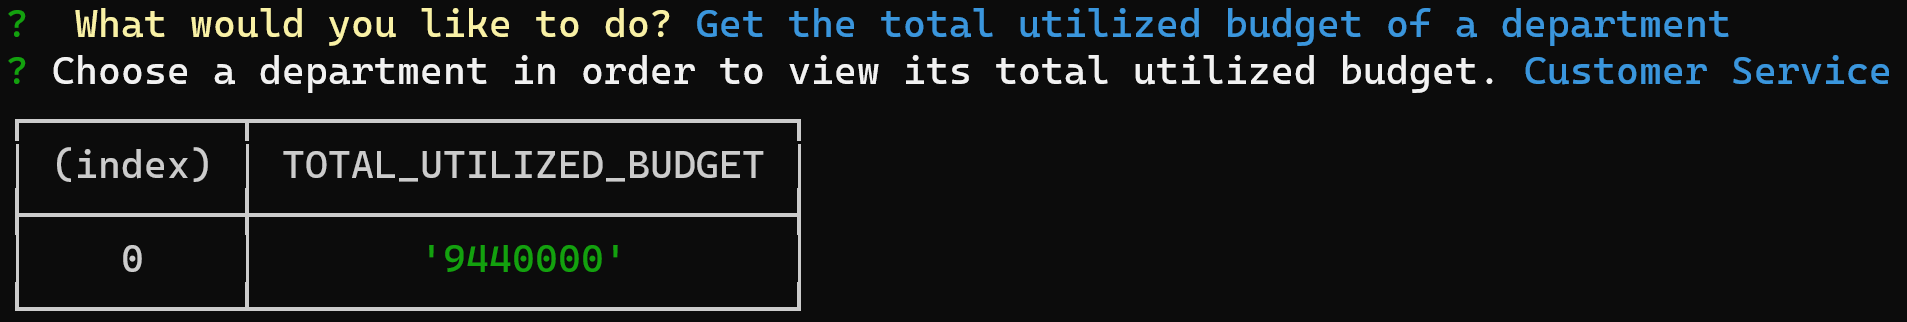 ? What would you like to do? Get the total utilized budget of a department
? Choose a department in order to view its total utilized budget. Customer Service
(index) TOTAL_UTILIZED_BUDGET
0 '9440000'